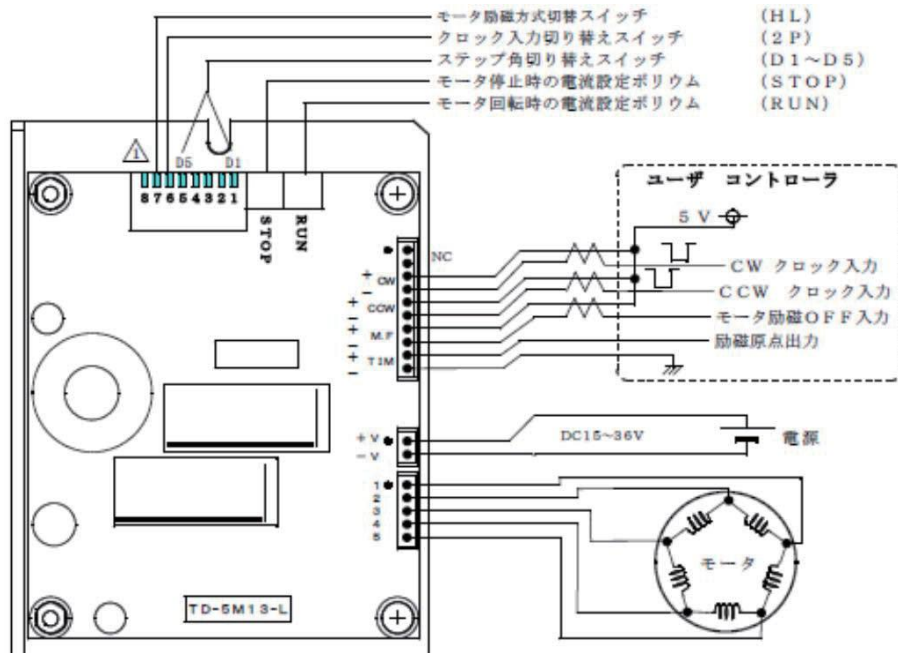 モータ励磁方式切替スイッチ (HL)
クロック入力切り替えスイッチ (2P)
ステップ角切り替えスイッチ (D1～D5)
モータ停止時の電流設定ボリウム (STOP)
モータ回転時の電流設定ボリウム (RUN)
1
D5 D1
8 7 6 5 4 3 2 1
STOP
RUN
ユーザ コントローラ
5V
NC
+ CW
-
CW クロック入力
+ CCW
-
CCW クロック入力
+ M.F
-
モータ励磁OFF入力
+ TIM
-
励磁原点出力
+V
-V
DC15~36V
電源
1
2
3
4
5
モータ
TD-5M13-L